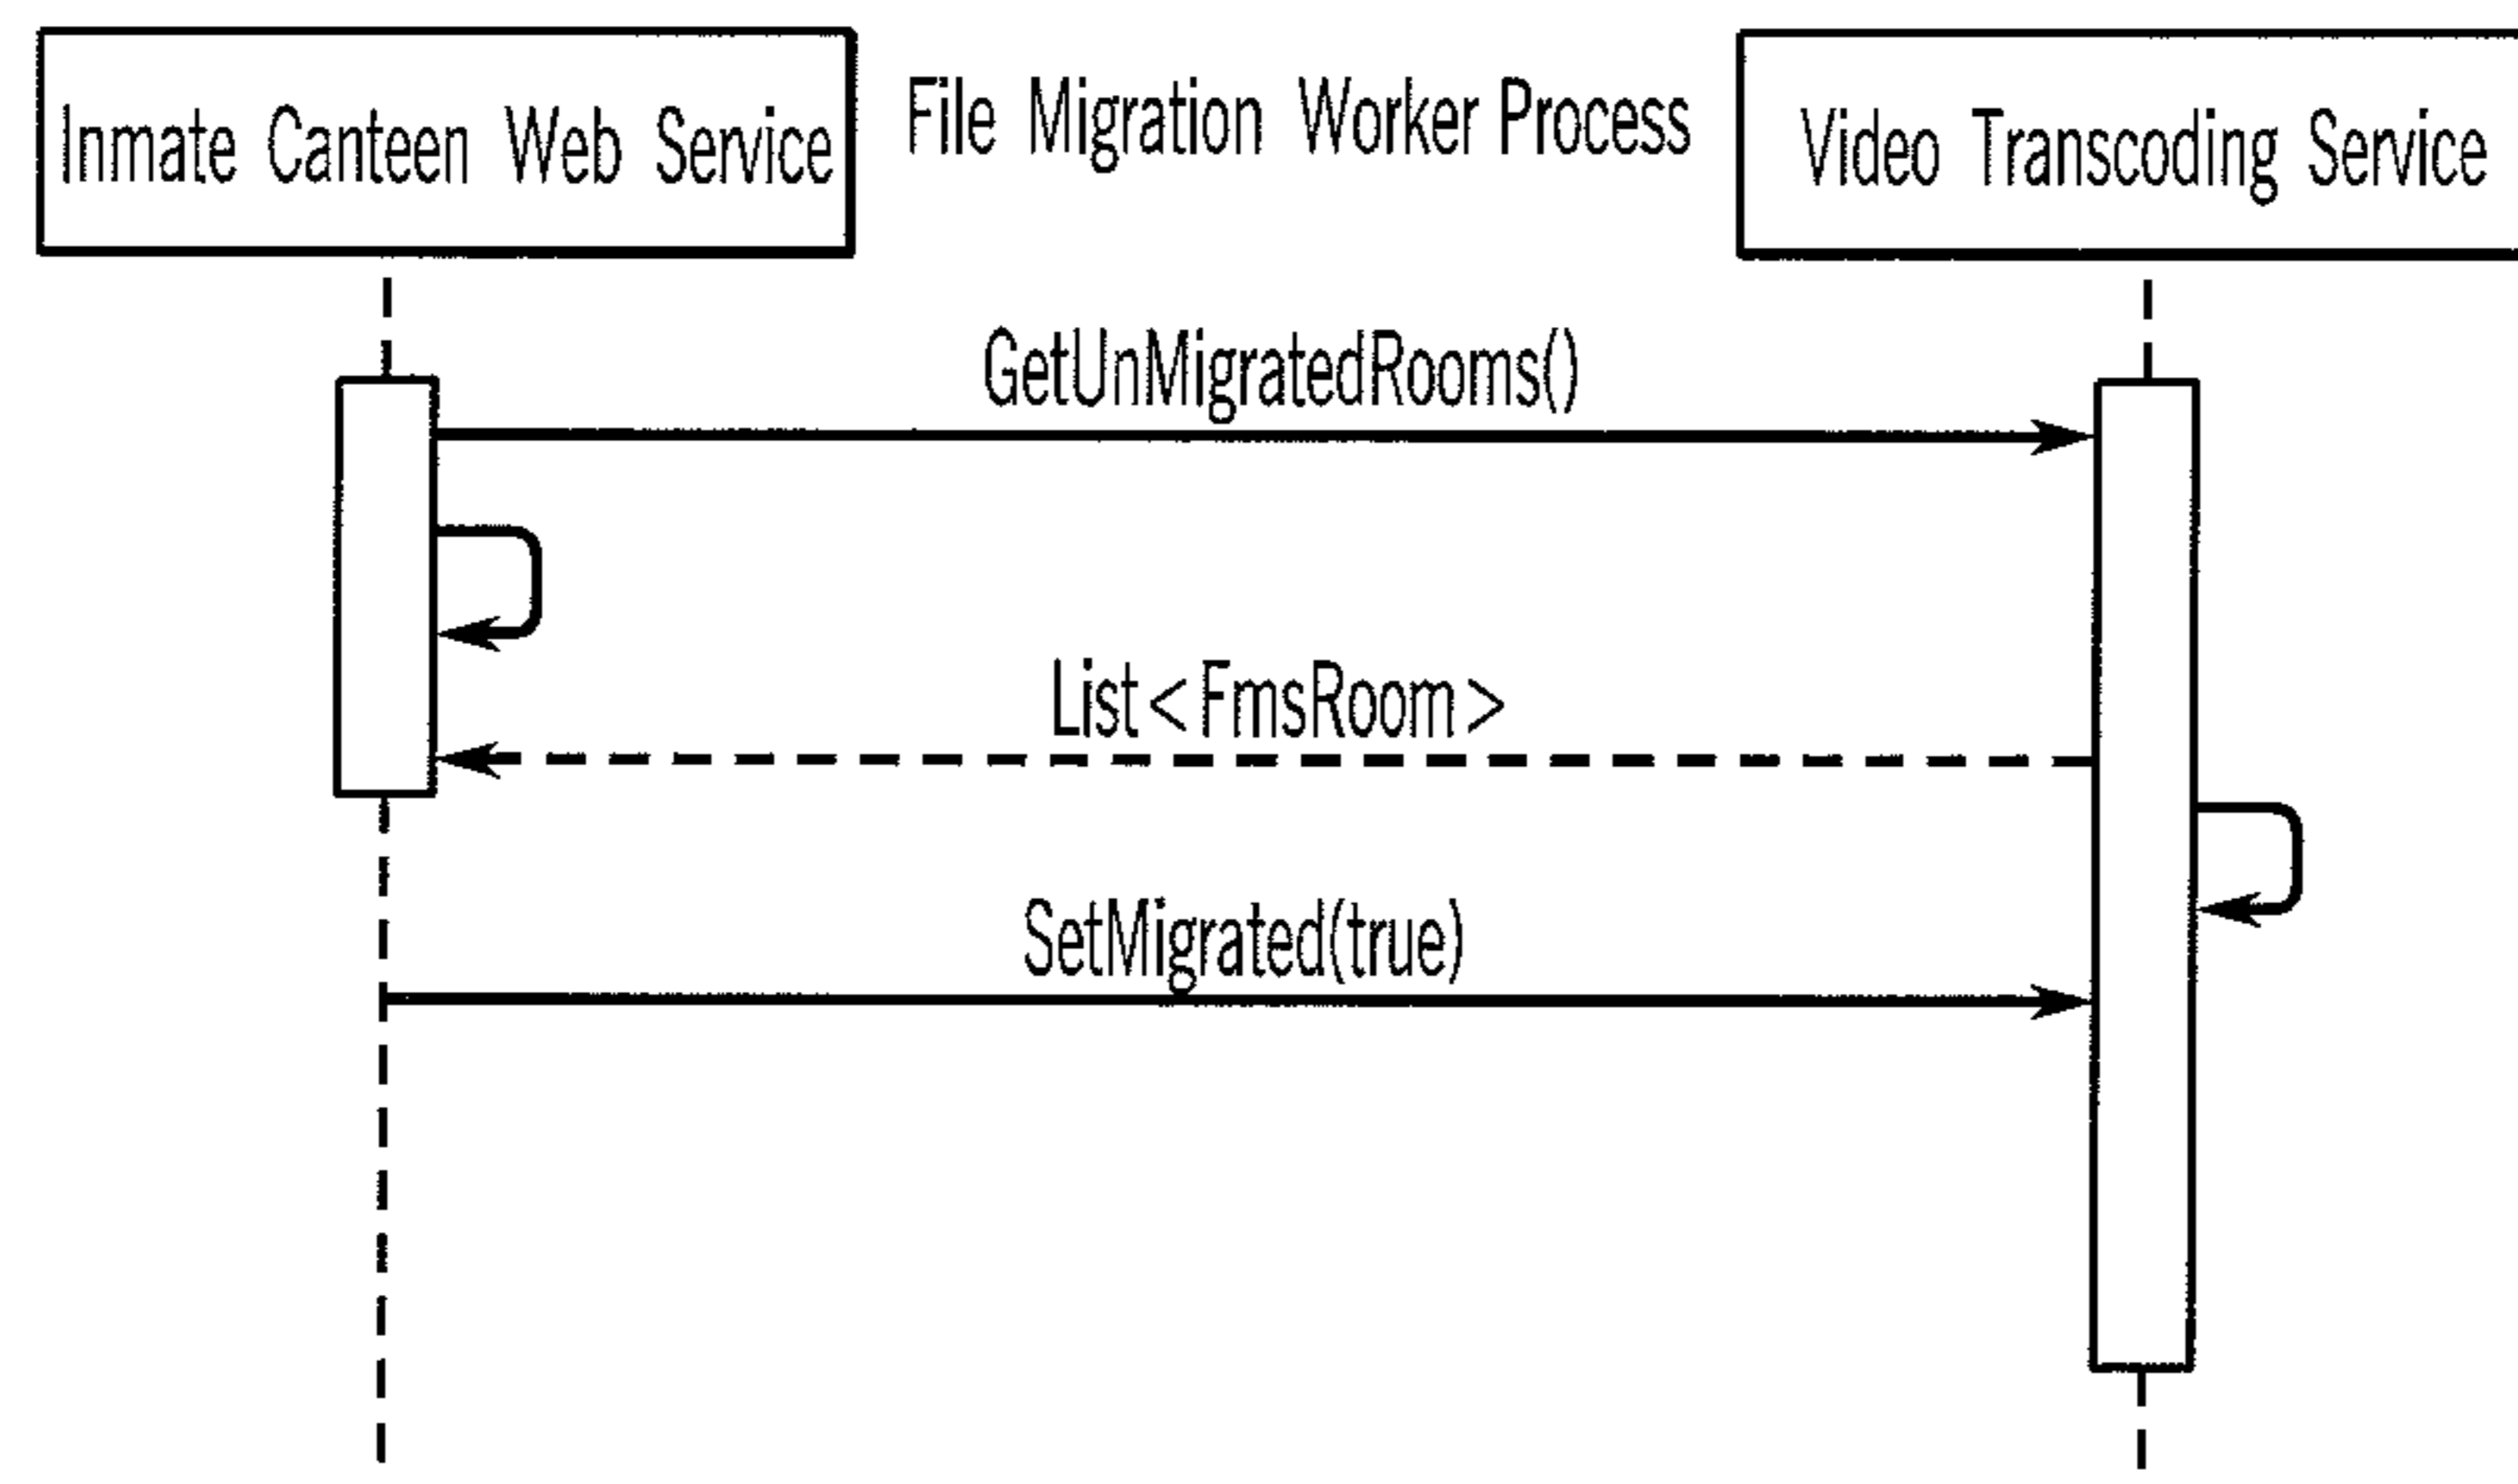 Inmate Canteen Web Service
File Migration Worker Process
Video Transcoding Service
GetUnMigratedRooms()
List<FmsRoom>
SetMigrated(true)